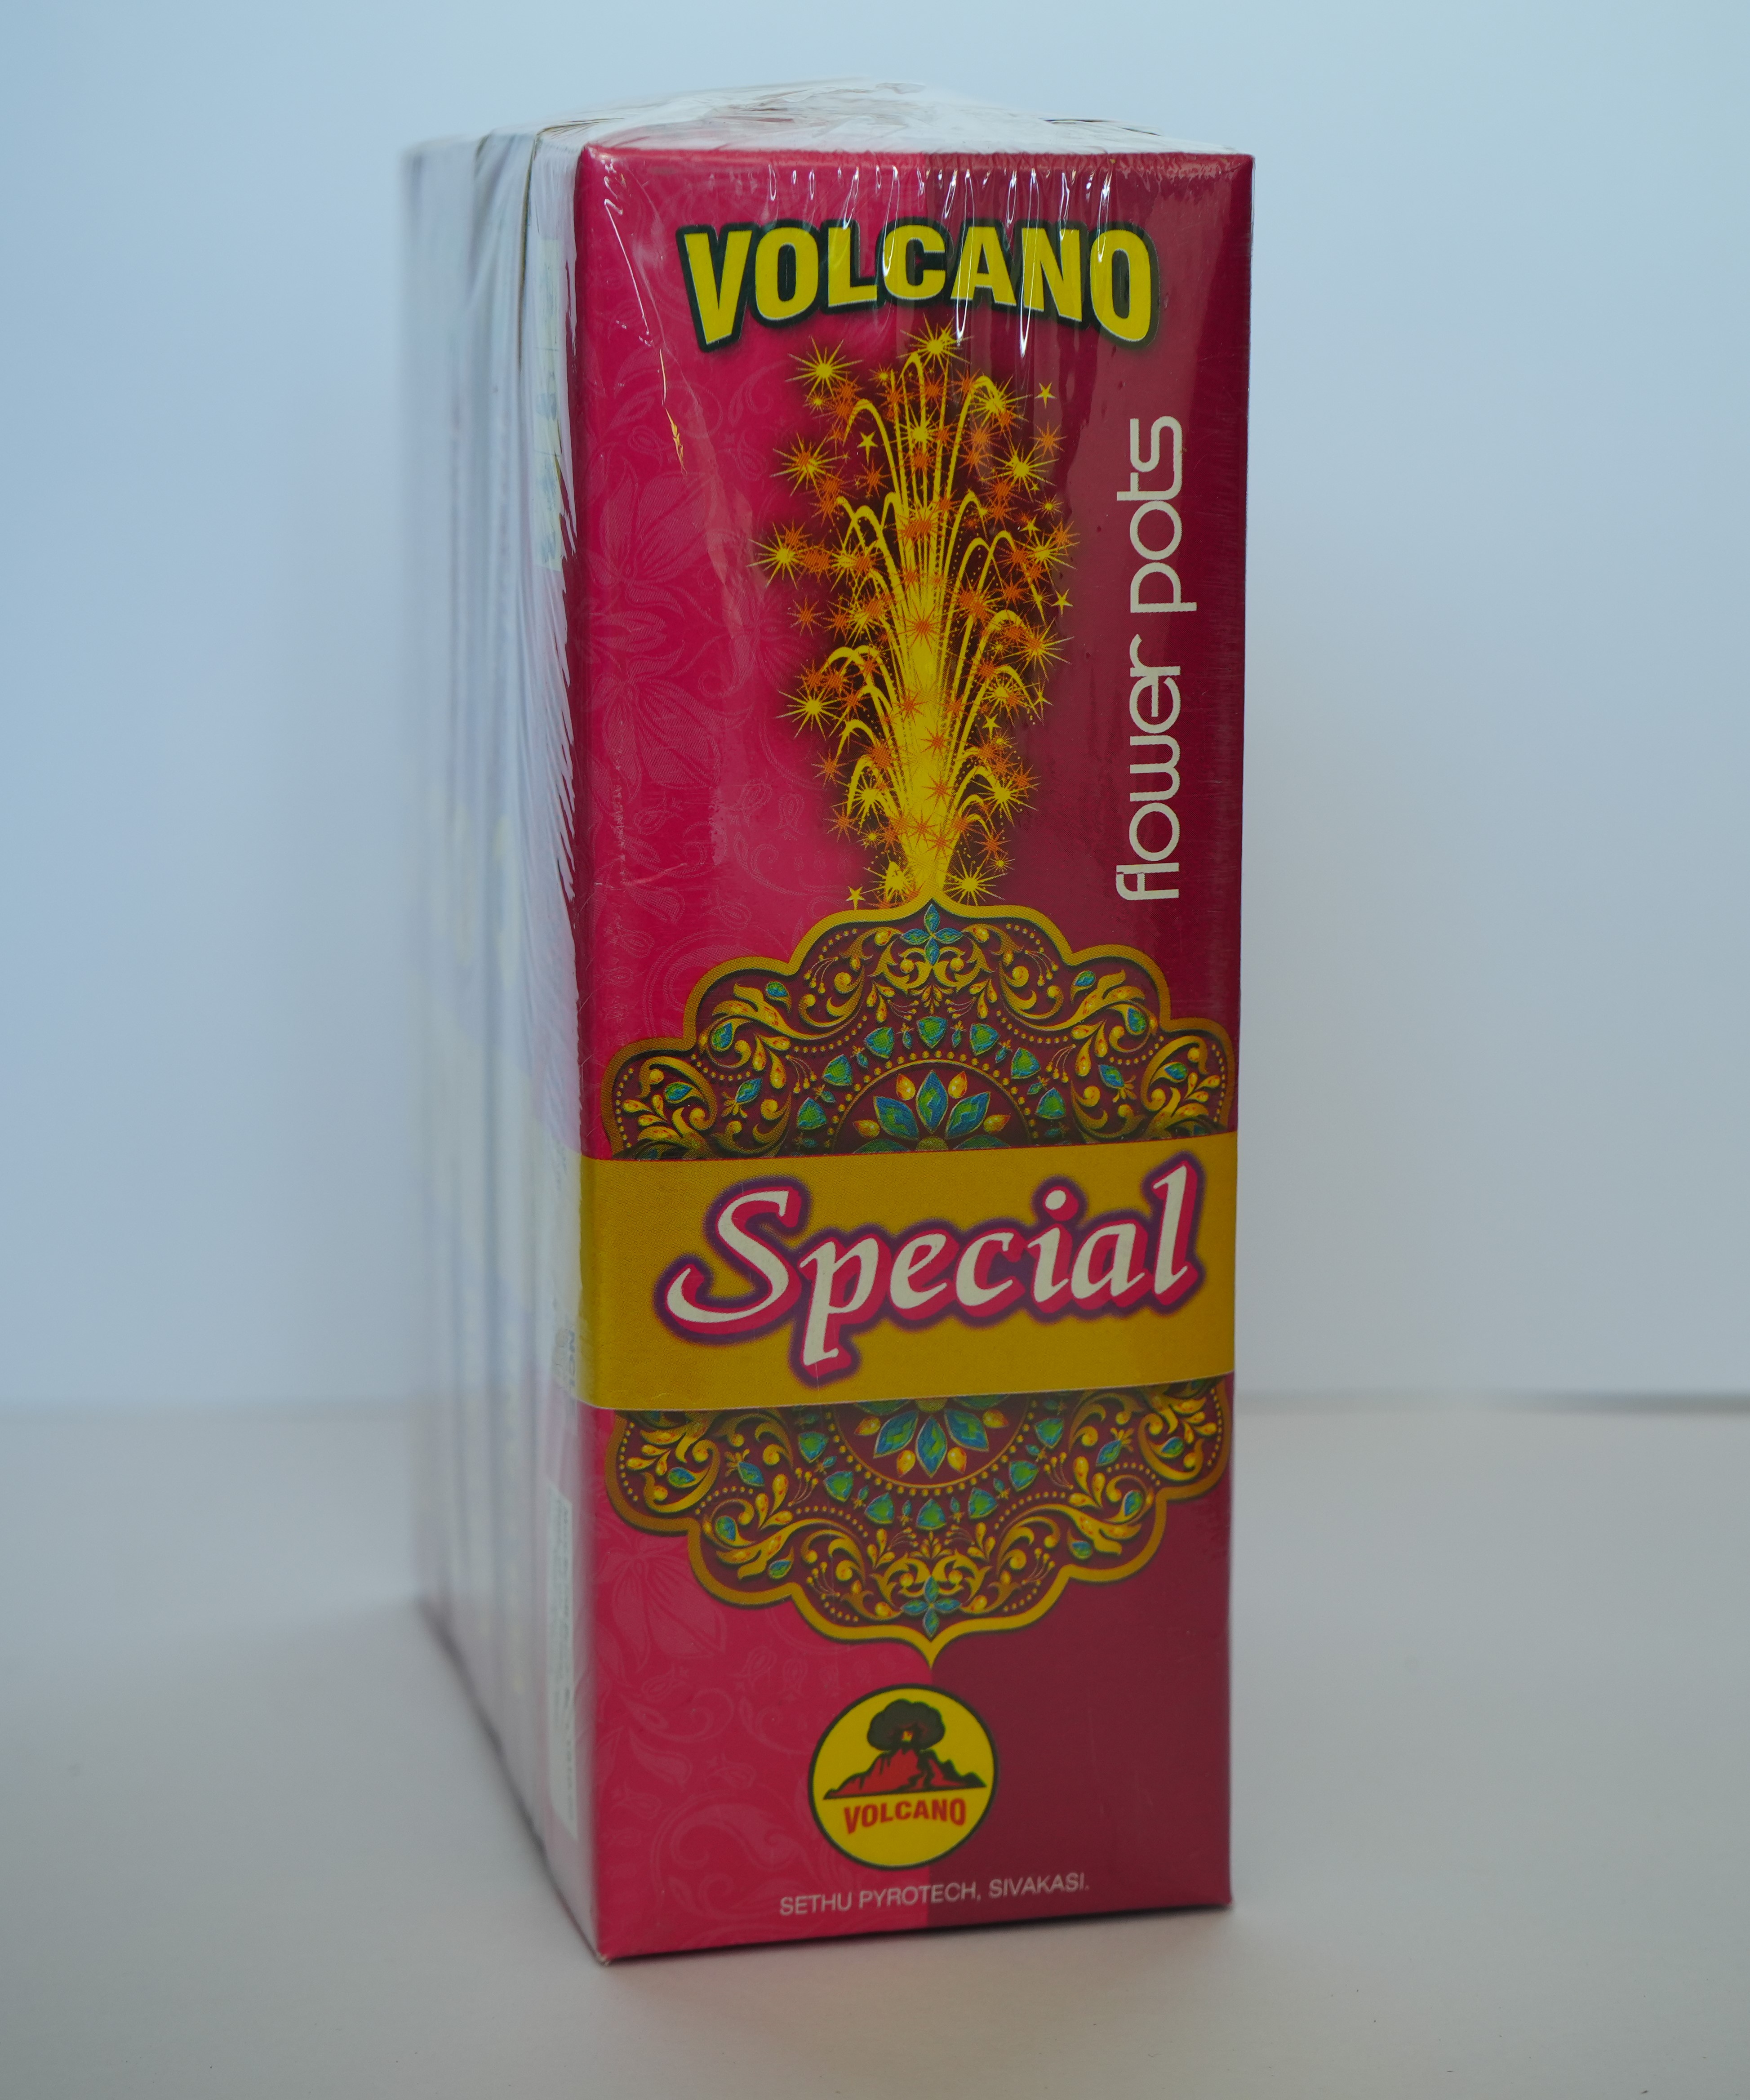 VOLCANO
flower pots
Special
VOLCANO
SETHU PYROTECH, SIVAKASI.